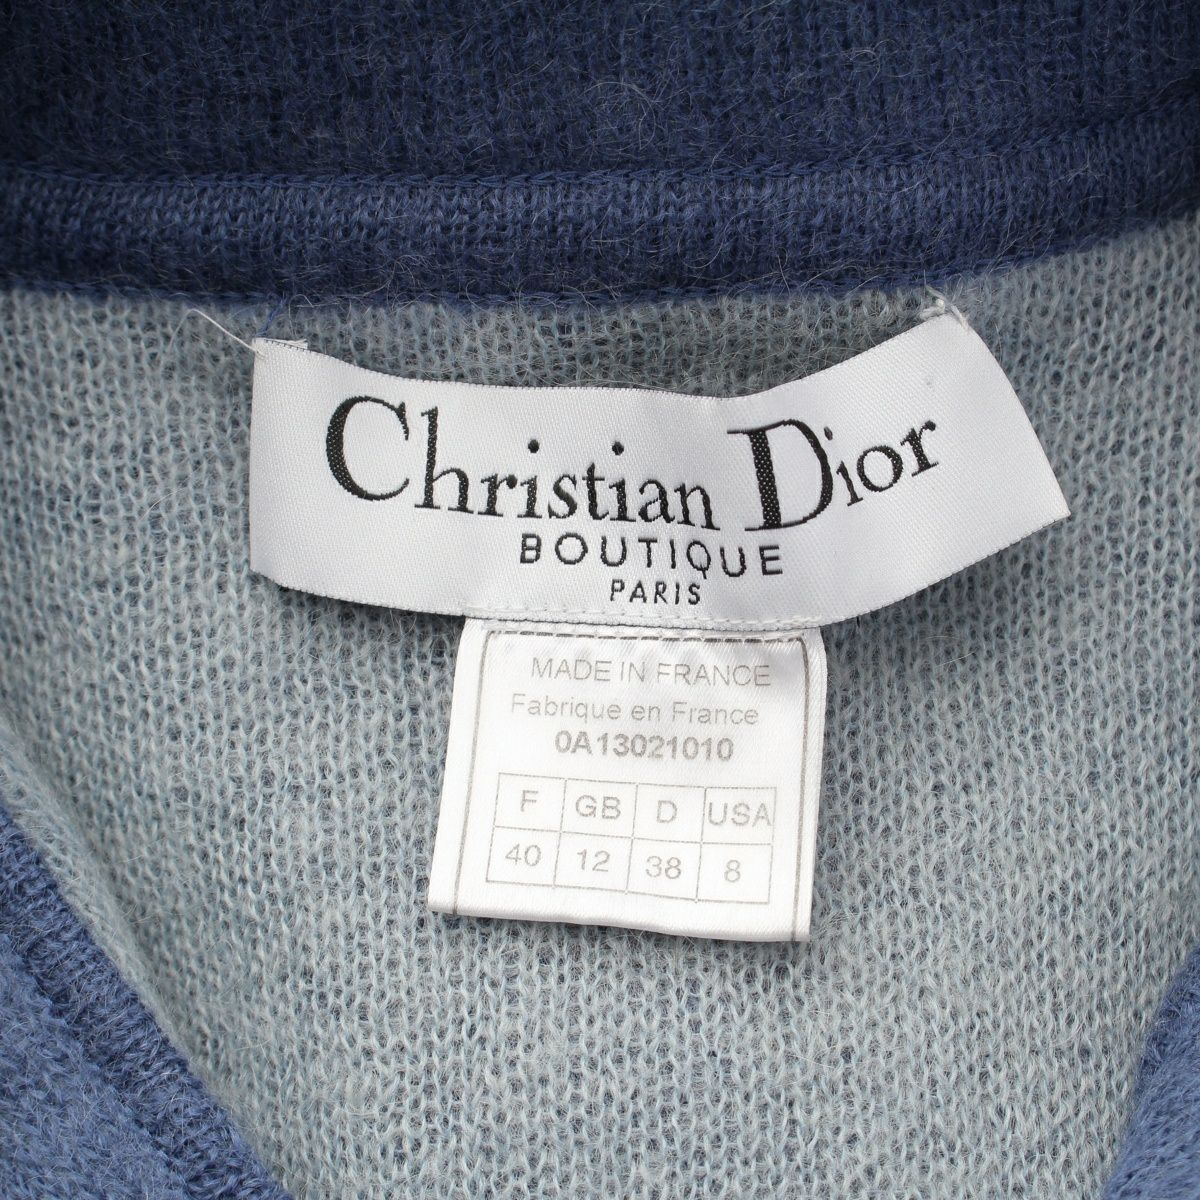 Christian Dior
BOUTIQUE
PARIS
MADE IN FRANCE
Fabrique en France
0A13021010
F GB D USA
40 12 38 8